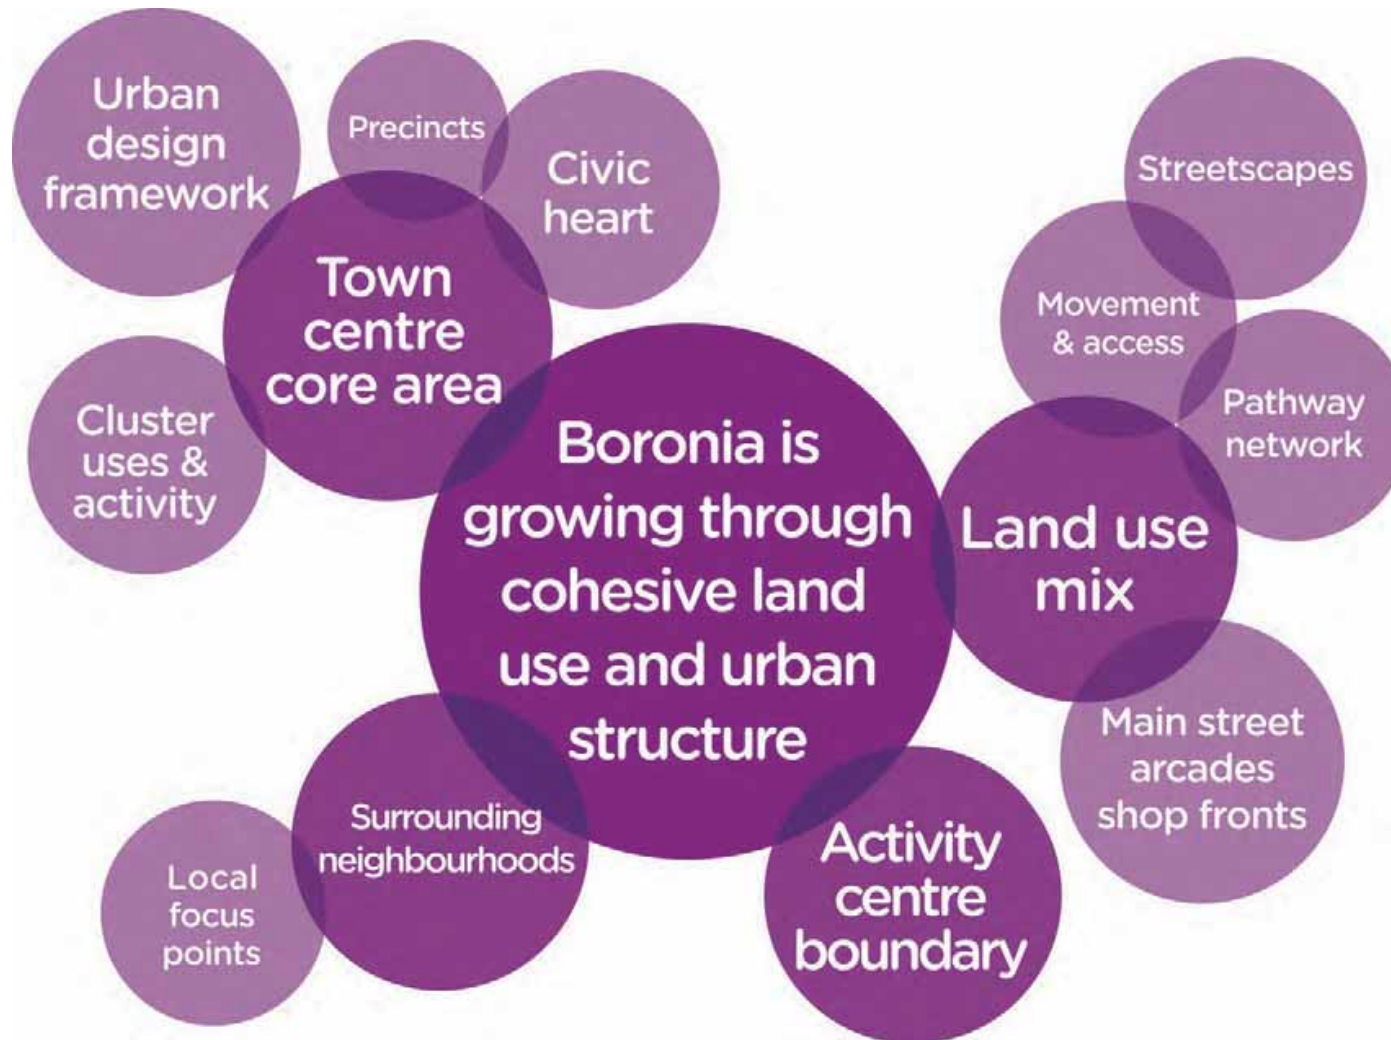 Urban
design
framework
Precincts
Civic
heart
Streetscapes
Town
centre
core area
Movement
& access
Cluster
uses &
activity
Pathway
network
Boronia is
growing through
cohesive land
use and urban
structure
Land use
mix
Main street
arcades
shop fronts
Surrounding
neighbourhoods
Activity
centre
boundary
Local
focus
points